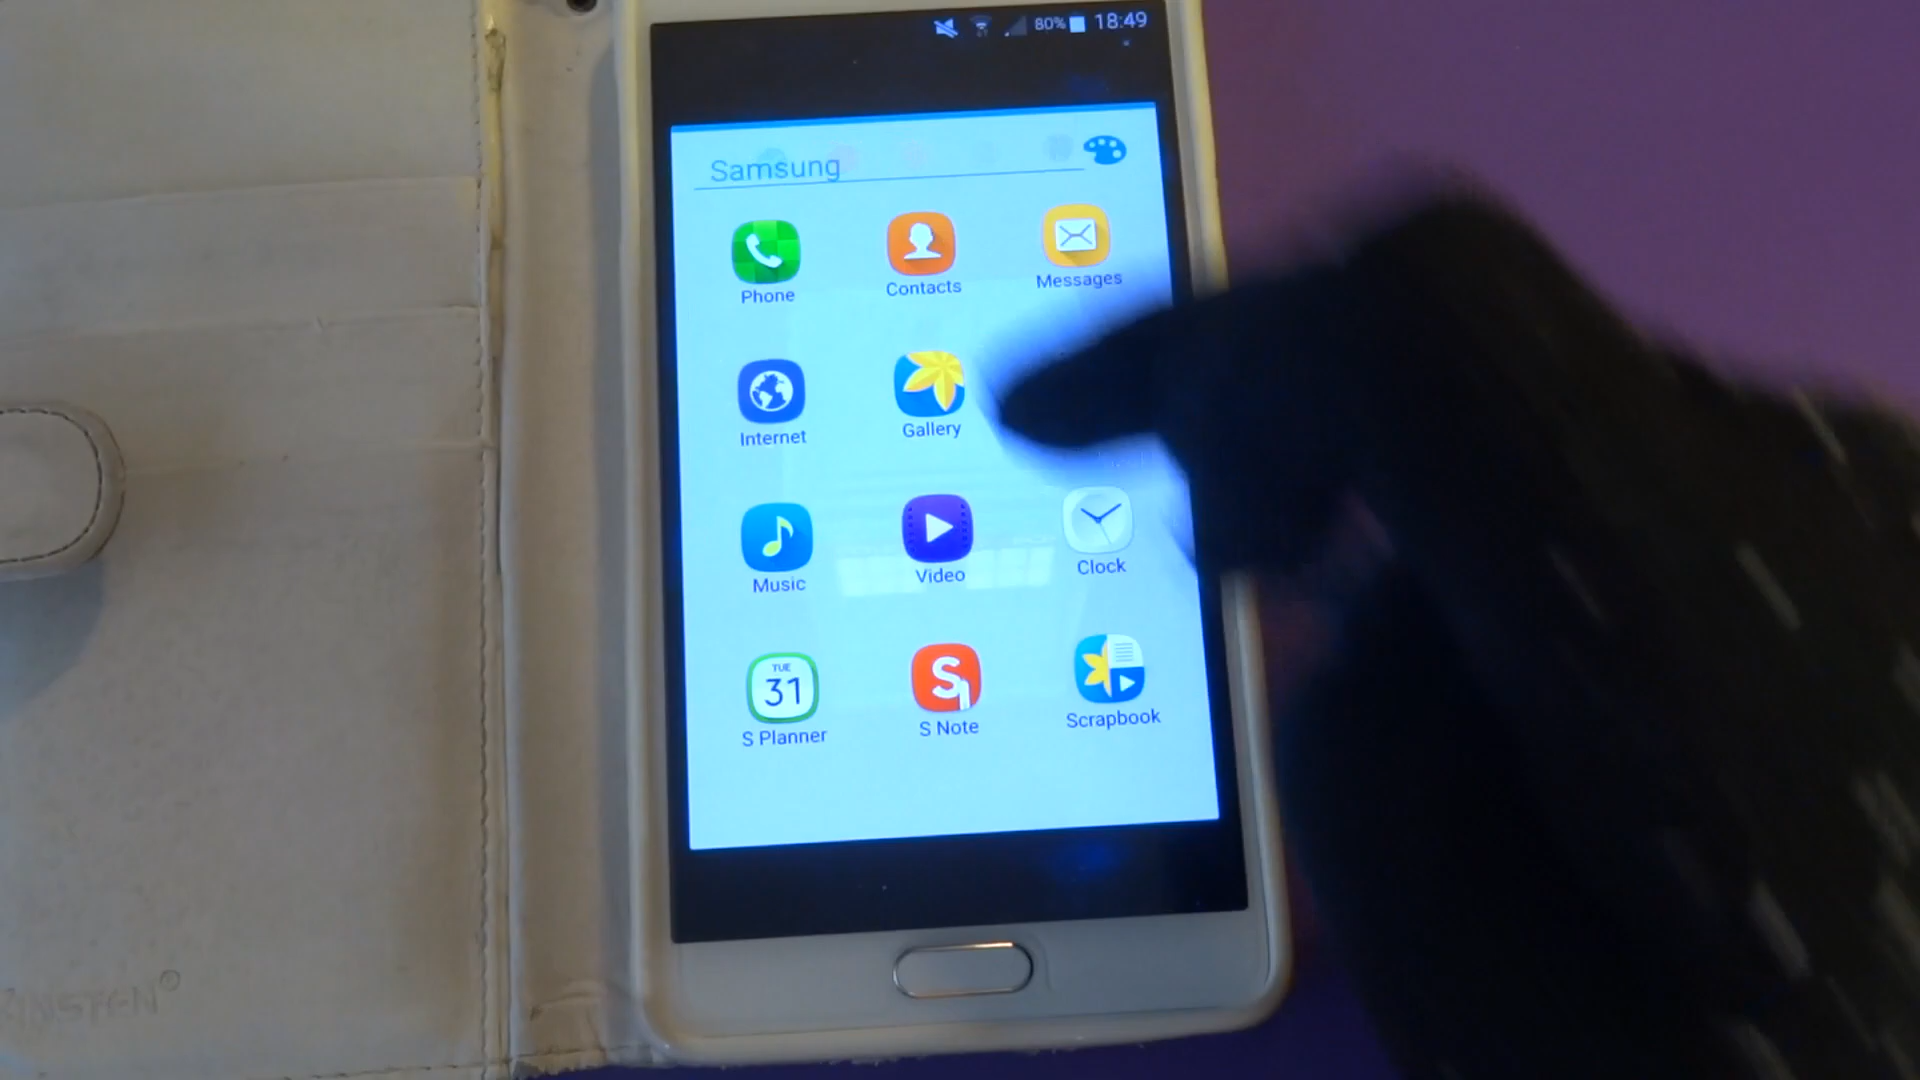 80% 18:49
Samsung
Phone Contacts Messages
Internet Gallery
Music Video Clock
TUE
31
S
S Planner S Note Scrapbook